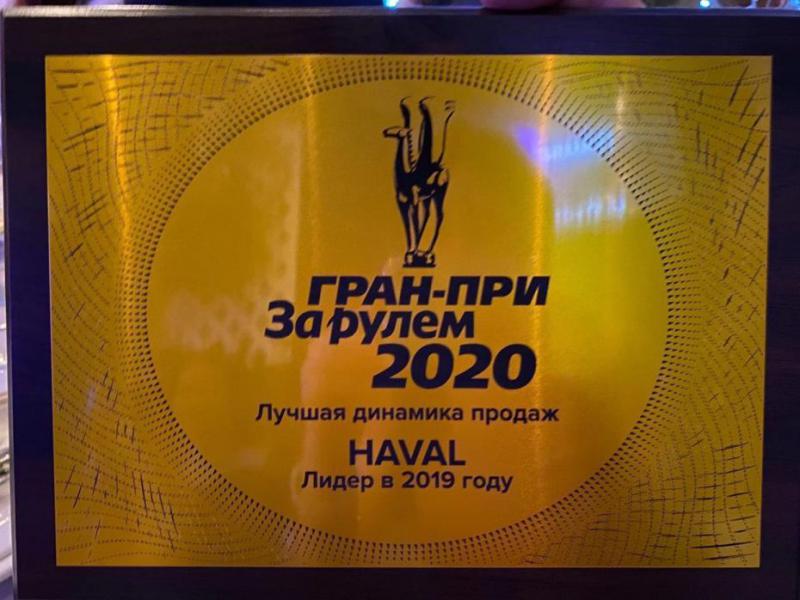 ГРАН-ПРИ
За рулем
2020
Лучшая динамика продаж
HAVAL
Лидер в 2019 году